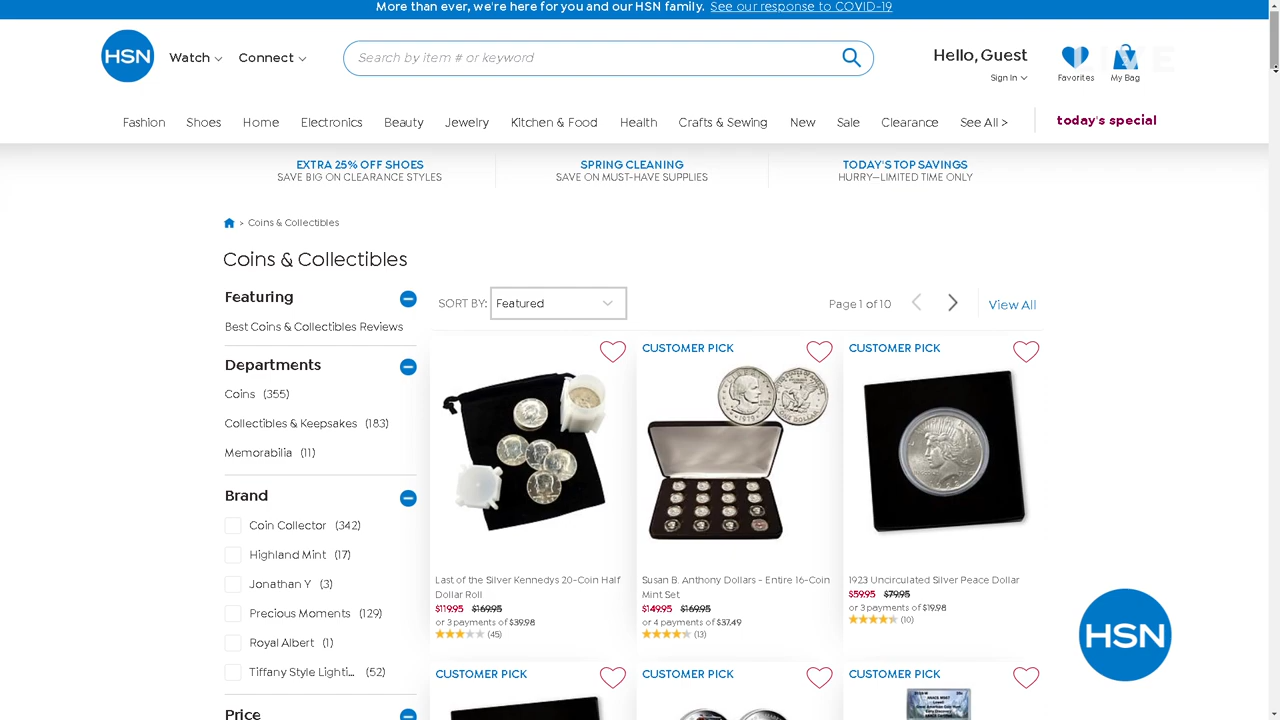 More than ever, we're here for you and our HSN family. See our response to COVID-19
HSN
Watch
Connect
Search by item # or keyword
Hello, Guest
Sign In
Favorites
My Bag
Fashion
Shoes
Home
Electronics
Beauty
Jewelry
Kitchen & Food
Health
Crafts & Sewing
New
Sale
Clearance
See All >
today's special
EXTRA 25% OFF SHOES
SAVE BIG ON CLEARANCE STYLES
SPRING CLEANING
SAVE ON MUST-HAVE SUPPLIES
TODAY'S TOP SAVINGS
HURRY—LIMITED TIME ONLY
> Coins & Collectibles
Coins & Collectibles
Featuring
Best Coins & Collectibles Reviews
Departments
Coins (355)
Collectibles & Keepsakes (183)
Memorabilia (11)
Brand
Coin Collector (342)
Highland Mint (17)
Jonathan Y (3)
Precious Moments (129)
Royal Albert (1)
Tiffany Style Lighti... (52)
Price
SORT BY: Featured
Page 1 of 10
View All
Last of the Silver Kennedys 20-Coin Half
Dollar Roll
$119.95 $169.95
or 3 payments of $39.98
(45)
CUSTOMER PICK
Susan B. Anthony Dollars - Entire 16-Coin
Mint Set
$149.95 $169.95
or 4 payments of $37.49
(13)
CUSTOMER PICK
1923 Uncirculated Silver Peace Dollar
$59.95 $79.95
or 3 payments of $19.98
(10)
CUSTOMER PICK
CUSTOMER PICK
CUSTOMER PICK
HSN